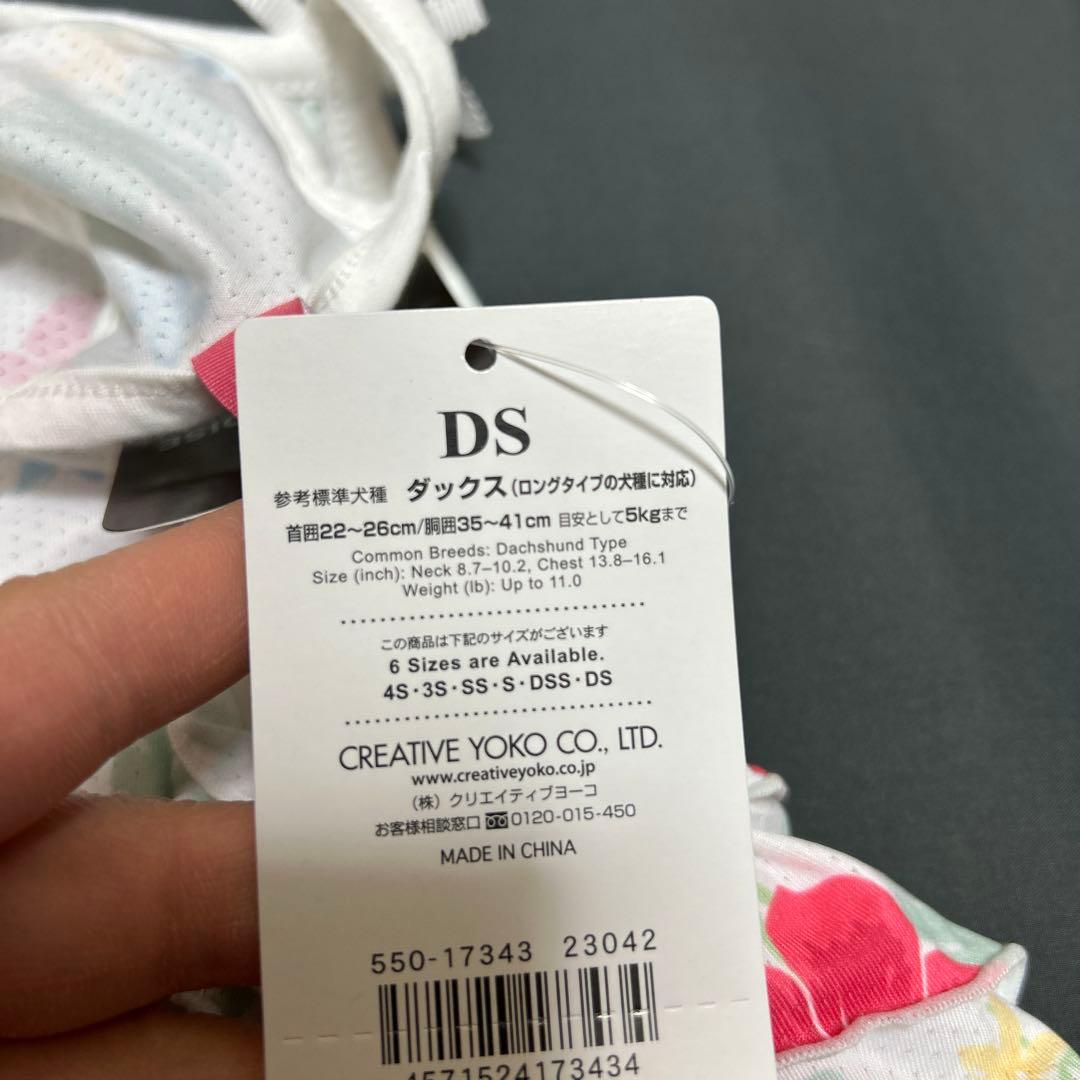 DS
参考標準犬種 ダックス(ロングタイプの犬種に対応)
首囲22〜26cm/胴囲35〜41cm 目安として5kgまで
Common Breeds: Dachshund Type
Size (inch): Neck 8.7–10.2, Chest 13.8–16.1
Weight (lb): Up to 11.0
この商品は下記のサイズがございます
6 Sizes are Available.
4S・3S・SS・S・DSS・DS
CREATIVE YOKO CO., LTD.
www.creativeyoko.co.jp
(株) クリエイティブヨーコ
お客様相談窓口 0120-015-450
MADE IN CHINA
550-17343 23042
4571524173434